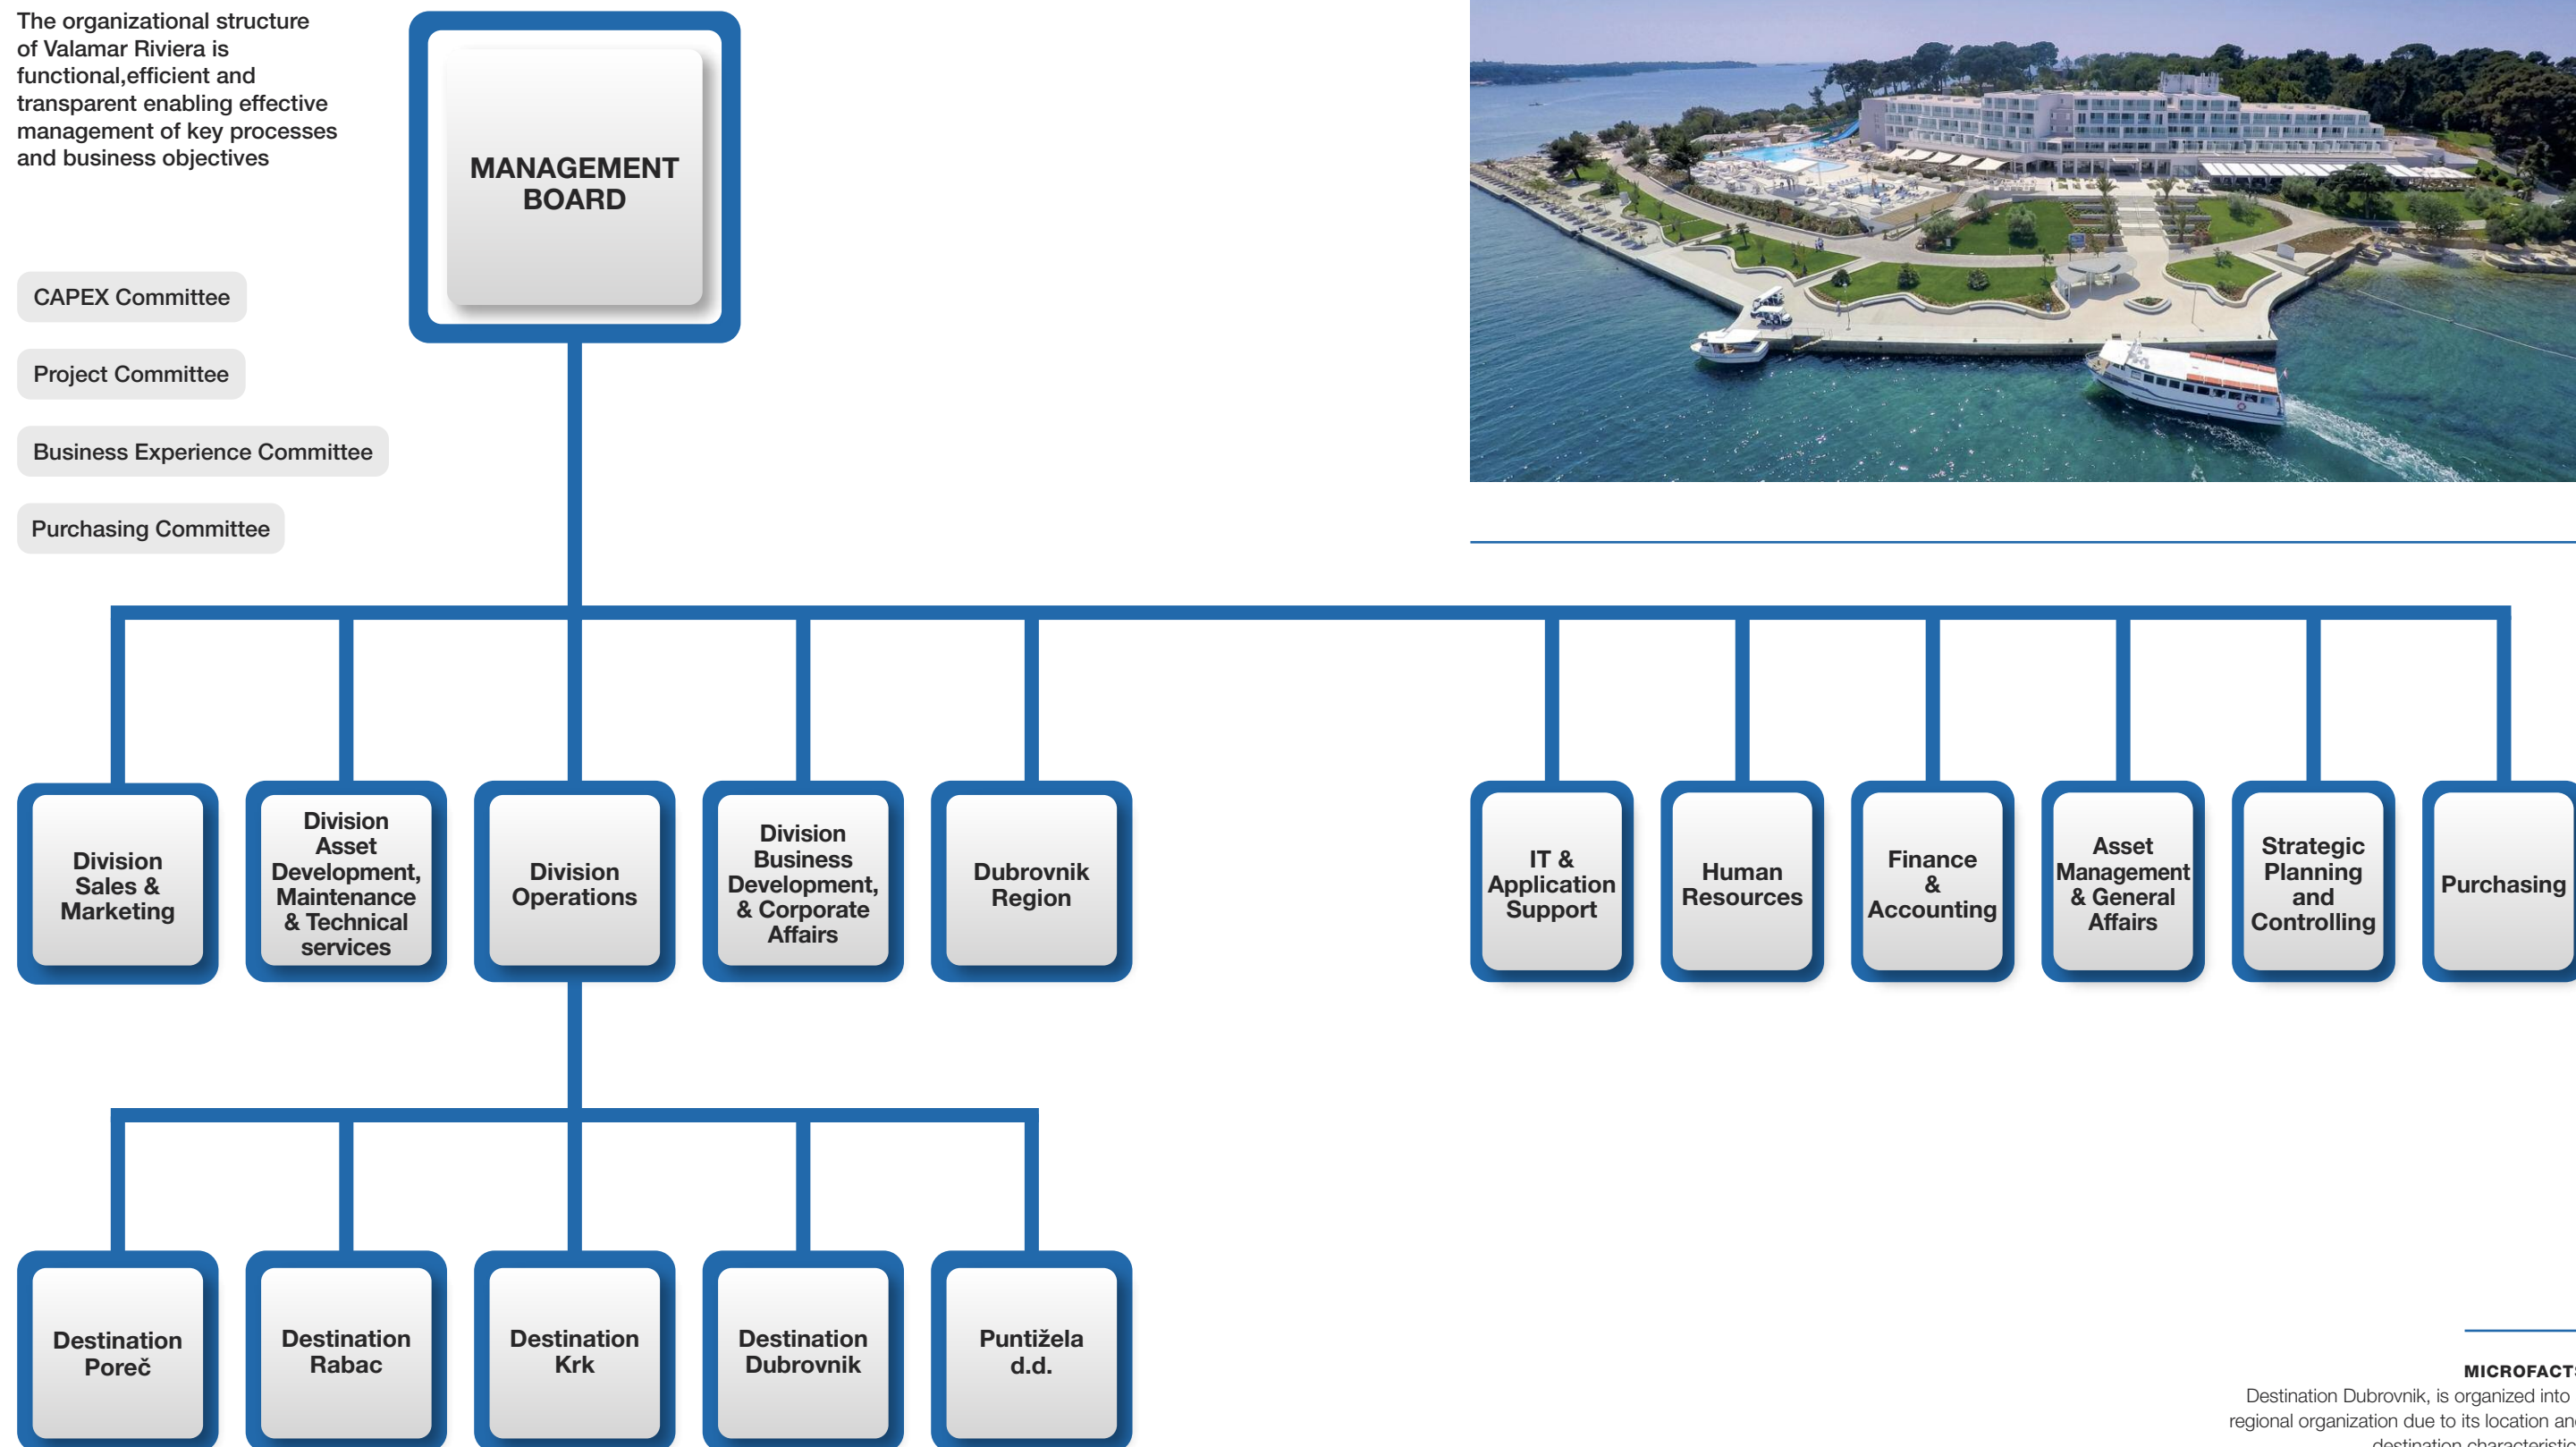 The organizational structure
of Valamar Riviera is
functional,efficient and
transparent enabling effective
management of key processes
and business objectives
MANAGEMENT
BOARD
CAPEX Committee
Project Committee
Business Experience Committee
Purchasing Committee
Division
Sales &
Marketing
Division
Asset
Development,
Maintenance
& Technical
services
Division
Operations
Division
Business
Development,
& Corporate
Affairs
Dubrovnik
Region
IT &
Application
Support
Human
Resources
Finance
&
Accounting
Asset
Management
& General
Affairs
Strategic
Planning
and
Controlling
Purchasing
Destination
Poreč
Destination
Rabac
Destination
Krk
Destination
Dubrovnik
Puntižela
d.d.
MICROFACTS
Destination Dubrovnik, is organized into
regional organization due to its location and
destination characteristic